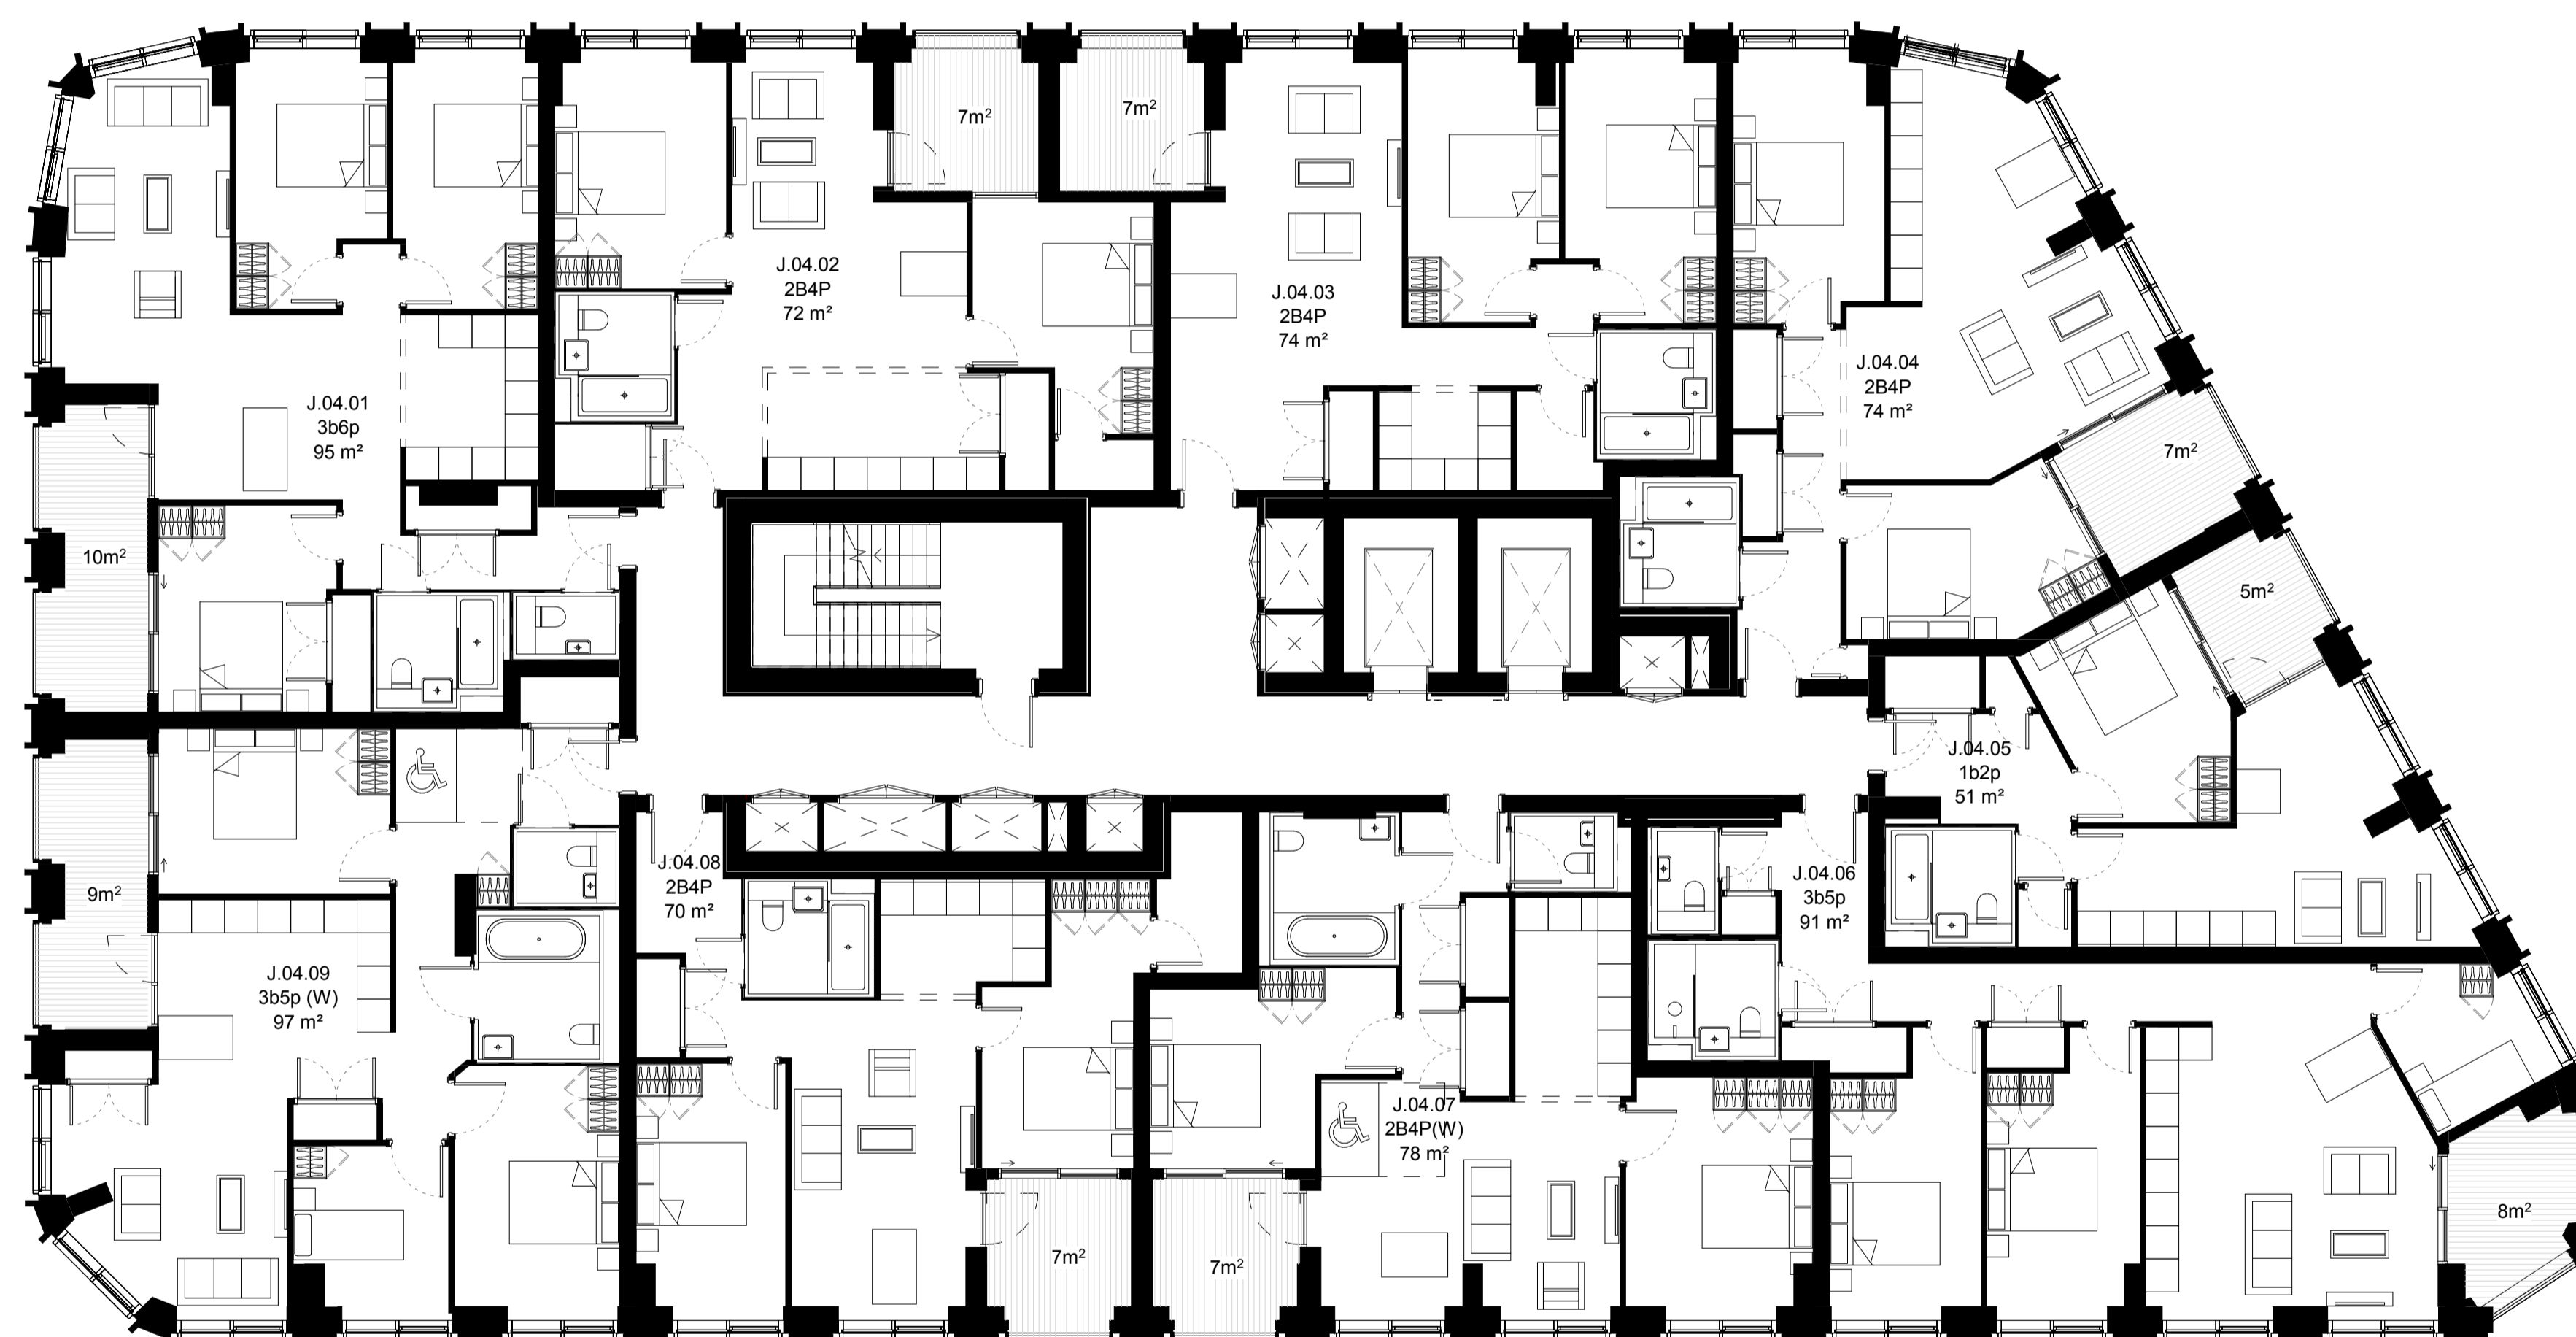 7m²
7m²
J.04.02
2B4P
72 m²
J.04.03
2B4P
74 m²
J.04.04
2B4P
74 m²
J.04.01
3b6p
95 m²
7m²
10m²
5m²
J.04.05
1b2p
51 m²
J.04.08
2B4P
70 m²
J.04.06
3b5p
91 m²
9m²
J.04.09
3b5p (W)
97 m²
J.04.07
2B4P(W)
78 m²
7m²
7m²
8m²